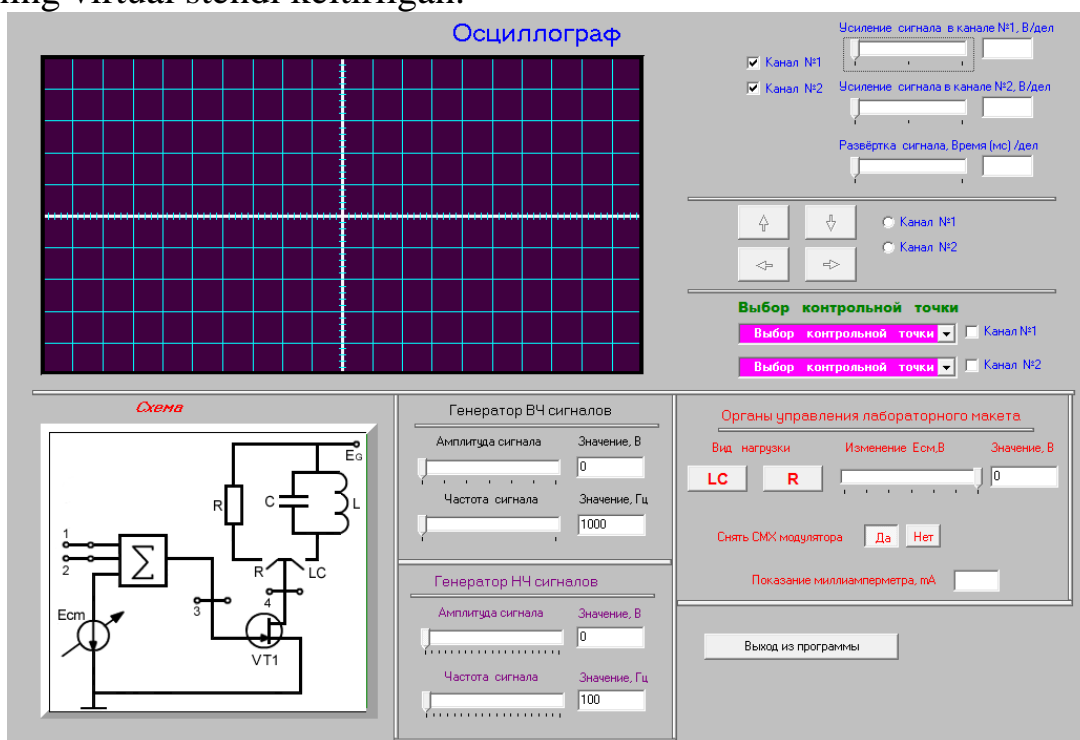 ning virtual stendi keltirilgan.
Осциллограф
Усиление сигнала в канале №1, В/дел
Канал №1
Канал №2
Усиление сигнала в канале №2, В/дел
Развёртка сигнала, Время (мс) /дел
Канал №1
Канал №2
Выбор контрольной точки
Выбор контрольной точки
Канал №1
Выбор контрольной точки
Канал №2
Схема
EG
R
C
L
1
2
Σ
R
LC
3
4
Ecm
VT1
Генератор ВЧ сигналов
Амплитуда сигнала
Значение, В
0
Частота сигнала
Значение, Гц
1000
Генератор НЧ сигналов
Амплитуда сигнала
Значение, В
0
Частота сигнала
Значение, Гц
100
Органы управления лабораторного макета
Вид нагрузки
Изменение Есм,В
Значение, В
LC
R
0
Снять СМХ модулятора
Да
Нет
Показание миллиамперметра, mA
Выход из программы